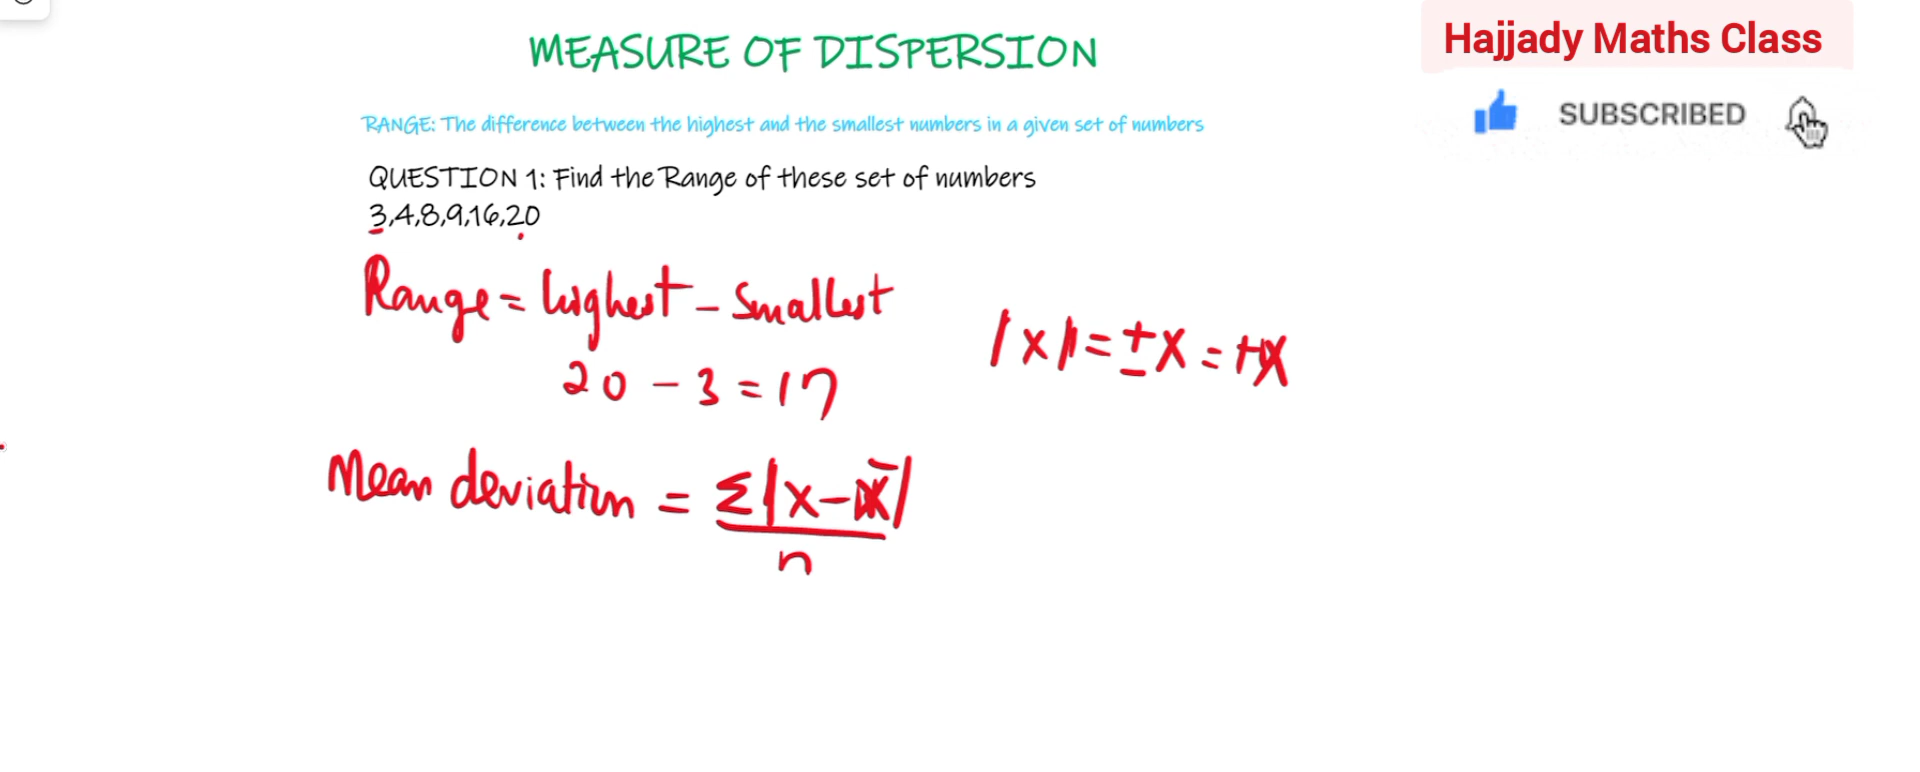 MEASURE OF DISPERSION
Hajjady Maths Class
SUBSCRIBED
RANGE: The difference between the highest and the smallest numbers in a given set of numbers
QUESTION 1: Find the Range of these set of numbers
3,4,8,9,16,20
Range = highest - smallest
|x| = ±x = +x
20 - 3 = 17
Mean deviation = Σ|x-x̄|
n